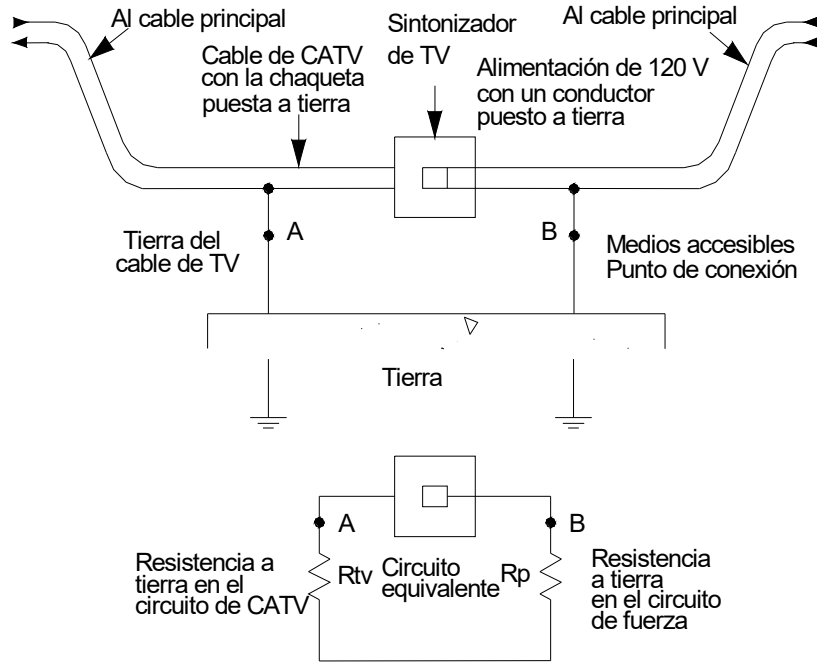 Al cable principal
Cable de CATV
con la chaqueta
puesta a tierra
Sintonizador
de TV
Al cable principal
Alimentación de 120 V
con un conductor
puesto a tierra
Tierra del
cable de TV
A
B
Medios accesibles
Punto de conexión
Tierra
A
B
Resistencia a
tierra en el
circuito de CATV
Rtv
Circuito
equivalente
Rp
Resistencia
a tierra
en el circuito
de fuerza